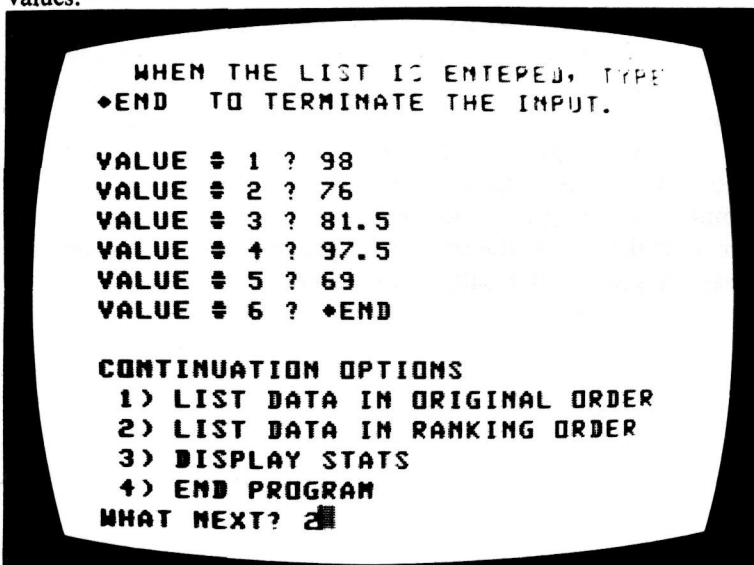 values.
WHEN THE LIST IS ENTERED, TYPE
*END TO TERMINATE THE INPUT.
VALUE # 1 ? 98
VALUE # 2 ? 76
VALUE # 3 ? 81.5
VALUE # 4 ? 97.5
VALUE # 5 ? 69
VALUE # 6 ? *END
CONTINUATION OPTIONS
1) LIST DATA IN ORIGINAL ORDER
2) LIST DATA IN RANKING ORDER
3) DISPLAY STATS
4) END PROGRAM
WHAT NEXT? 2